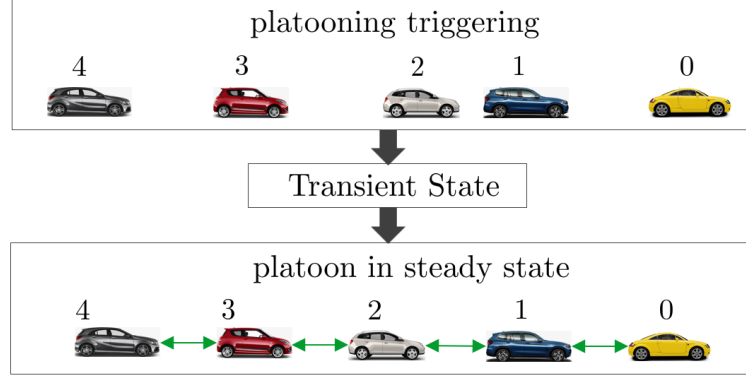 platooning triggering
4 3 2 1 0
Transient State
platoon in steady state
4 3 2 1 0